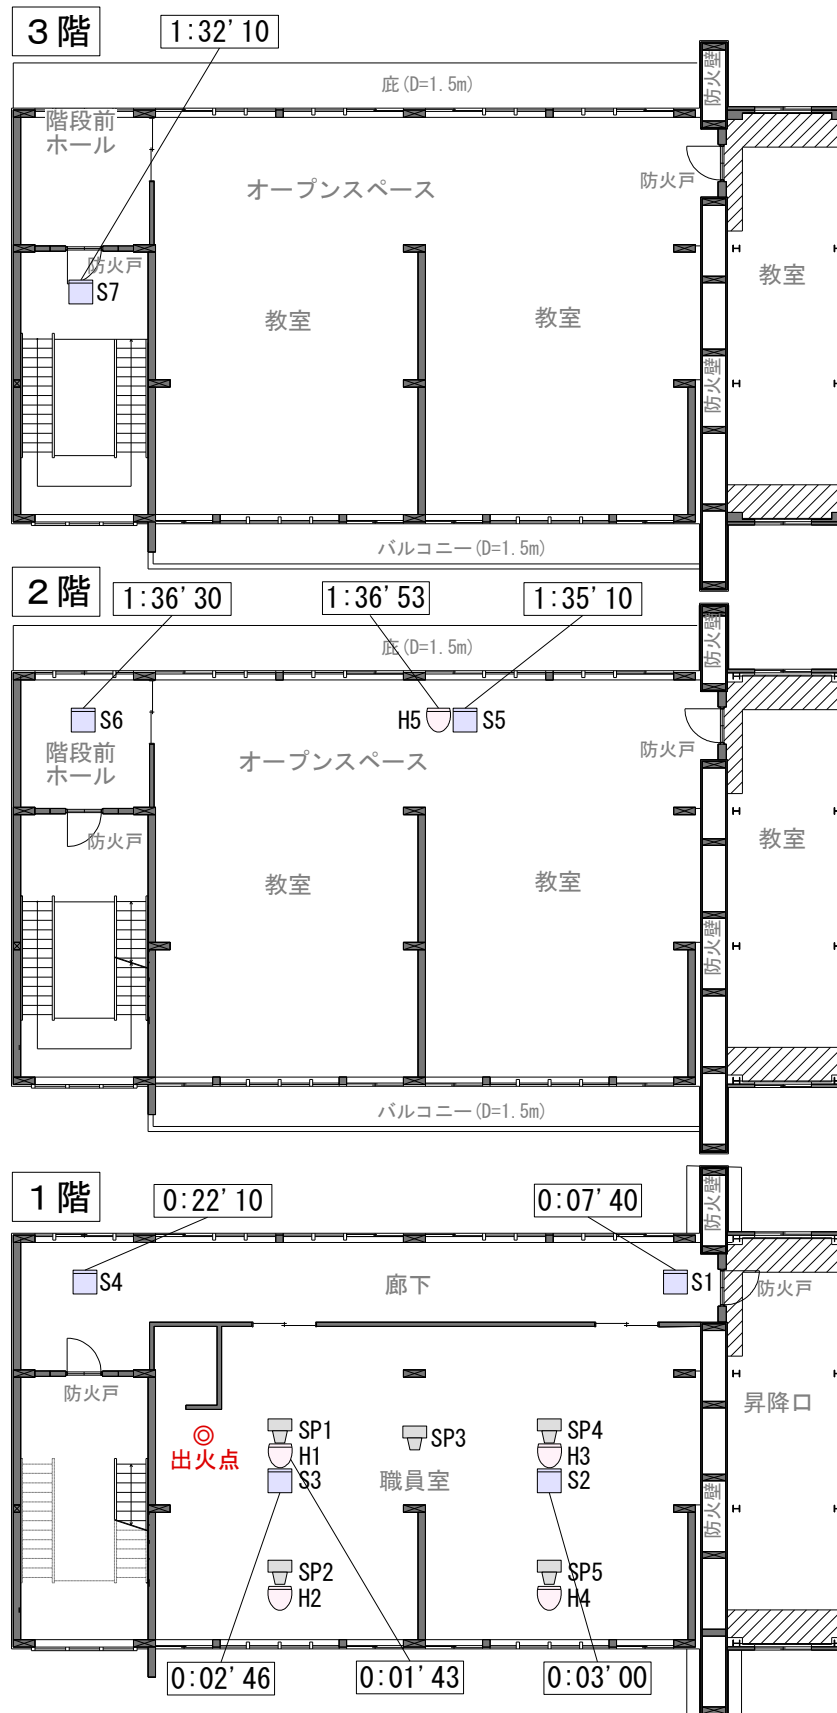 3階
1:32'10
庇(D=1.5m)
防火壁
階段前
ホール
オープンスペース
防火戸
防火戸
S7
教室
教室
教室
防火壁
バルコニー(D=1.5m)
2階
1:36'30
1:36'53
1:35'10
庇(D=1.5m)
防火壁
S6
H5
S5
階段前
ホール
オープンスペース
防火戸
防火戸
教室
教室
教室
防火壁
バルコニー(D=1.5m)
1階
0:22'10
0:07'40
防火壁
S4
廊下
S1
防火戸
防火戸
昇降口
出火点
SP1
H1
S3
SP3
職員室
SP4
H3
S2
防火壁
SP2
H2
SP5
H4
0:02'46
0:01'43
0:03'00